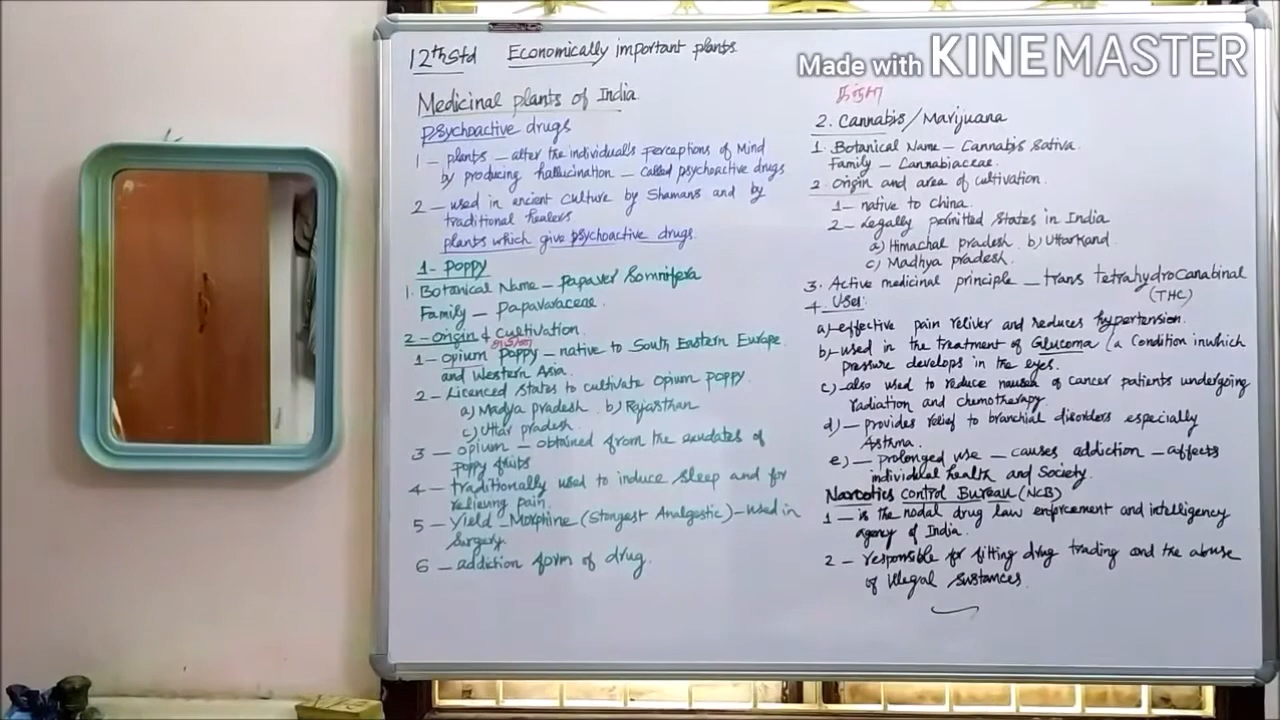 12th Std Economically important plants
Medicinal plants of India
Psychoactive drugs
1 – plants – alter the individual's perceptions of Mind
by producing hallucination – called psychoactive drugs
2 – used in ancient culture by Shamans and by
traditional healers
plants which give psychoactive drugs.
1 - Poppy
1. Botanical Name – Papaver Somnifera
Family – Papavaraceae.
2 – Origin & Cultivation.
1 – opium poppy – native to South Eastern Europe
and Western Asia.
2 – Licenced States to cultivate Opium poppy.
a) Madya pradesh b) Rajasthan
c) Uttar pradesh.
3 – opium – obtained from the exudates of
poppy fruits
4 – traditionally used to induce sleep and for
relieving pain.
5 – Yield – Morphine (Stongest Analgestic) – used in
Surgery.
6 – addiction form of drug.
Made with KINEMASTER
கஞ்சா
2. Cannabis / Marijuana
1. Botanical Name – Cannabis Sativa.
Family – Cannabiaceae.
2. Origin and area of cultivation.
1 – native to China.
2 – Legally permitted States in India
a) Himachal pradesh b) Uttarkand.
c) Madhya pradesh.
3. Active medicinal principle – trans tetrahydrocanabinal
(THC)
4. Uses:
a) – effective pain reliver and reduces hypertension.
b) – used in the treatment of Glucoma (a Condition inwhich
pressure develops in the eyes.
c) – also used to reduce nausea of cancer patients undergoing
radiation and chemotherapy.
d) – provides relief to branchial disorders especially
Asthma.
e) – prolonged use – causes addiction – affects
individual health and Society.
Narcotics control Bureau (NCB)
1 – is the nodal drug law enforcement and intelligency
agency of India.
2 – responsible for fitting drug trading and the abuse
of illegal sustances.